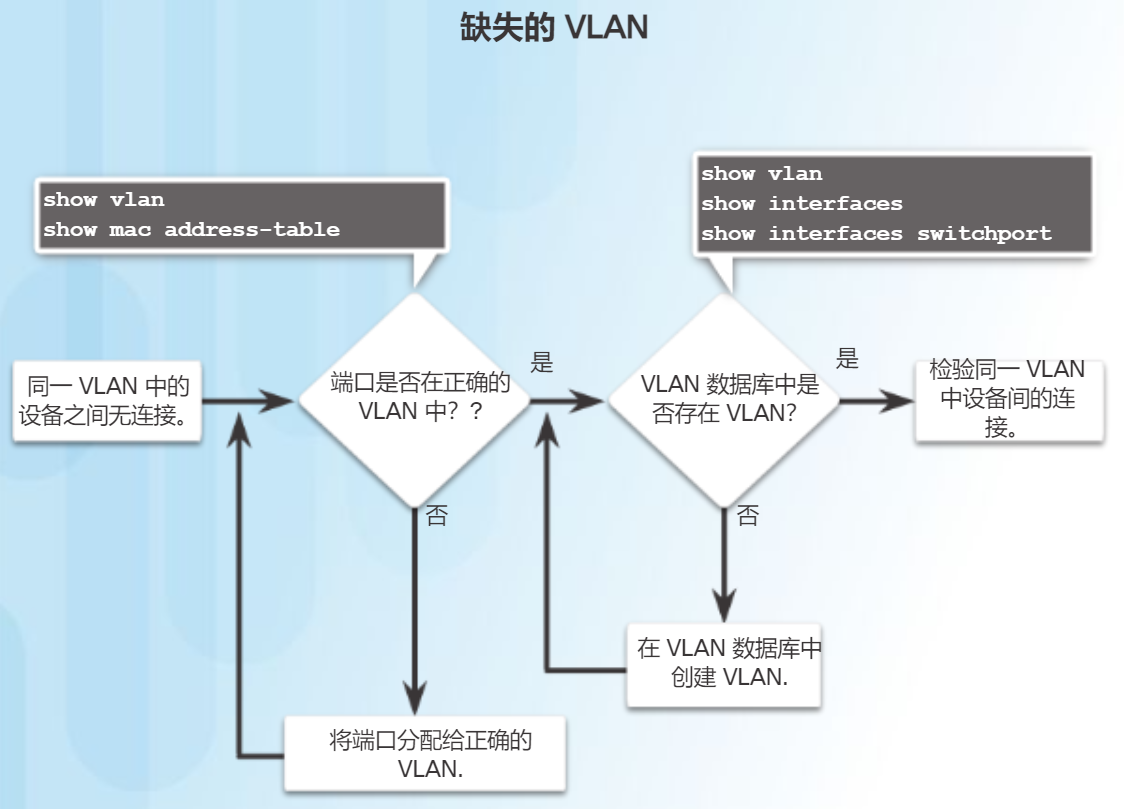 缺失的 VLAN
show vlan
show mac address-table
show vlan
show interfaces
show interfaces switchport
同一 VLAN 中的
设备之间无连接。
端口是否在正确的
VLAN 中？？
是
VLAN 数据库中是
否存在 VLAN？
是
检验同一 VLAN
中设备间的连
接。
否
否
在 VLAN 数据库中
创建 VLAN.
将端口分配给正确的
VLAN.